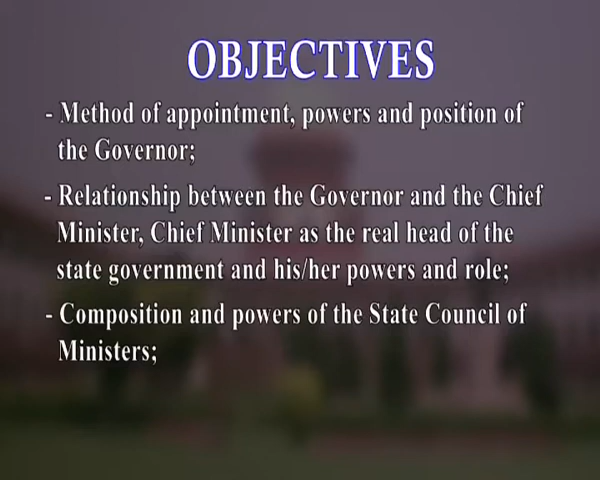 OBJECTIVES
- Method of appointment, powers and position of
the Governor;
- Relationship between the Governor and the Chief
Minister, Chief Minister as the real head of the
state government and his/her powers and role;
- Composition and powers of the State Council of
Ministers;